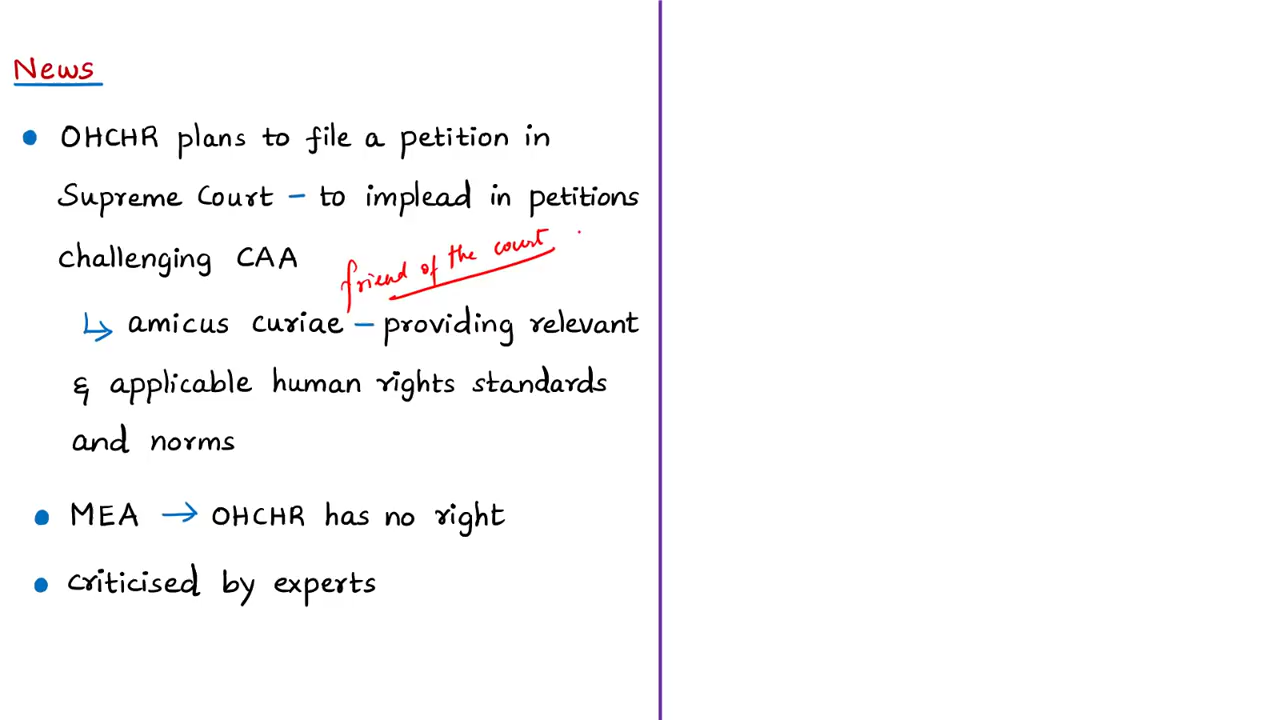 News
• OHCHR plans to file a petition in
Supreme Court – to implead in petitions
challenging CAA
friend of the court
↳ amicus curiae – providing relevant
& applicable human rights standards
and norms
• MEA → OHCHR has no right
• criticised by experts